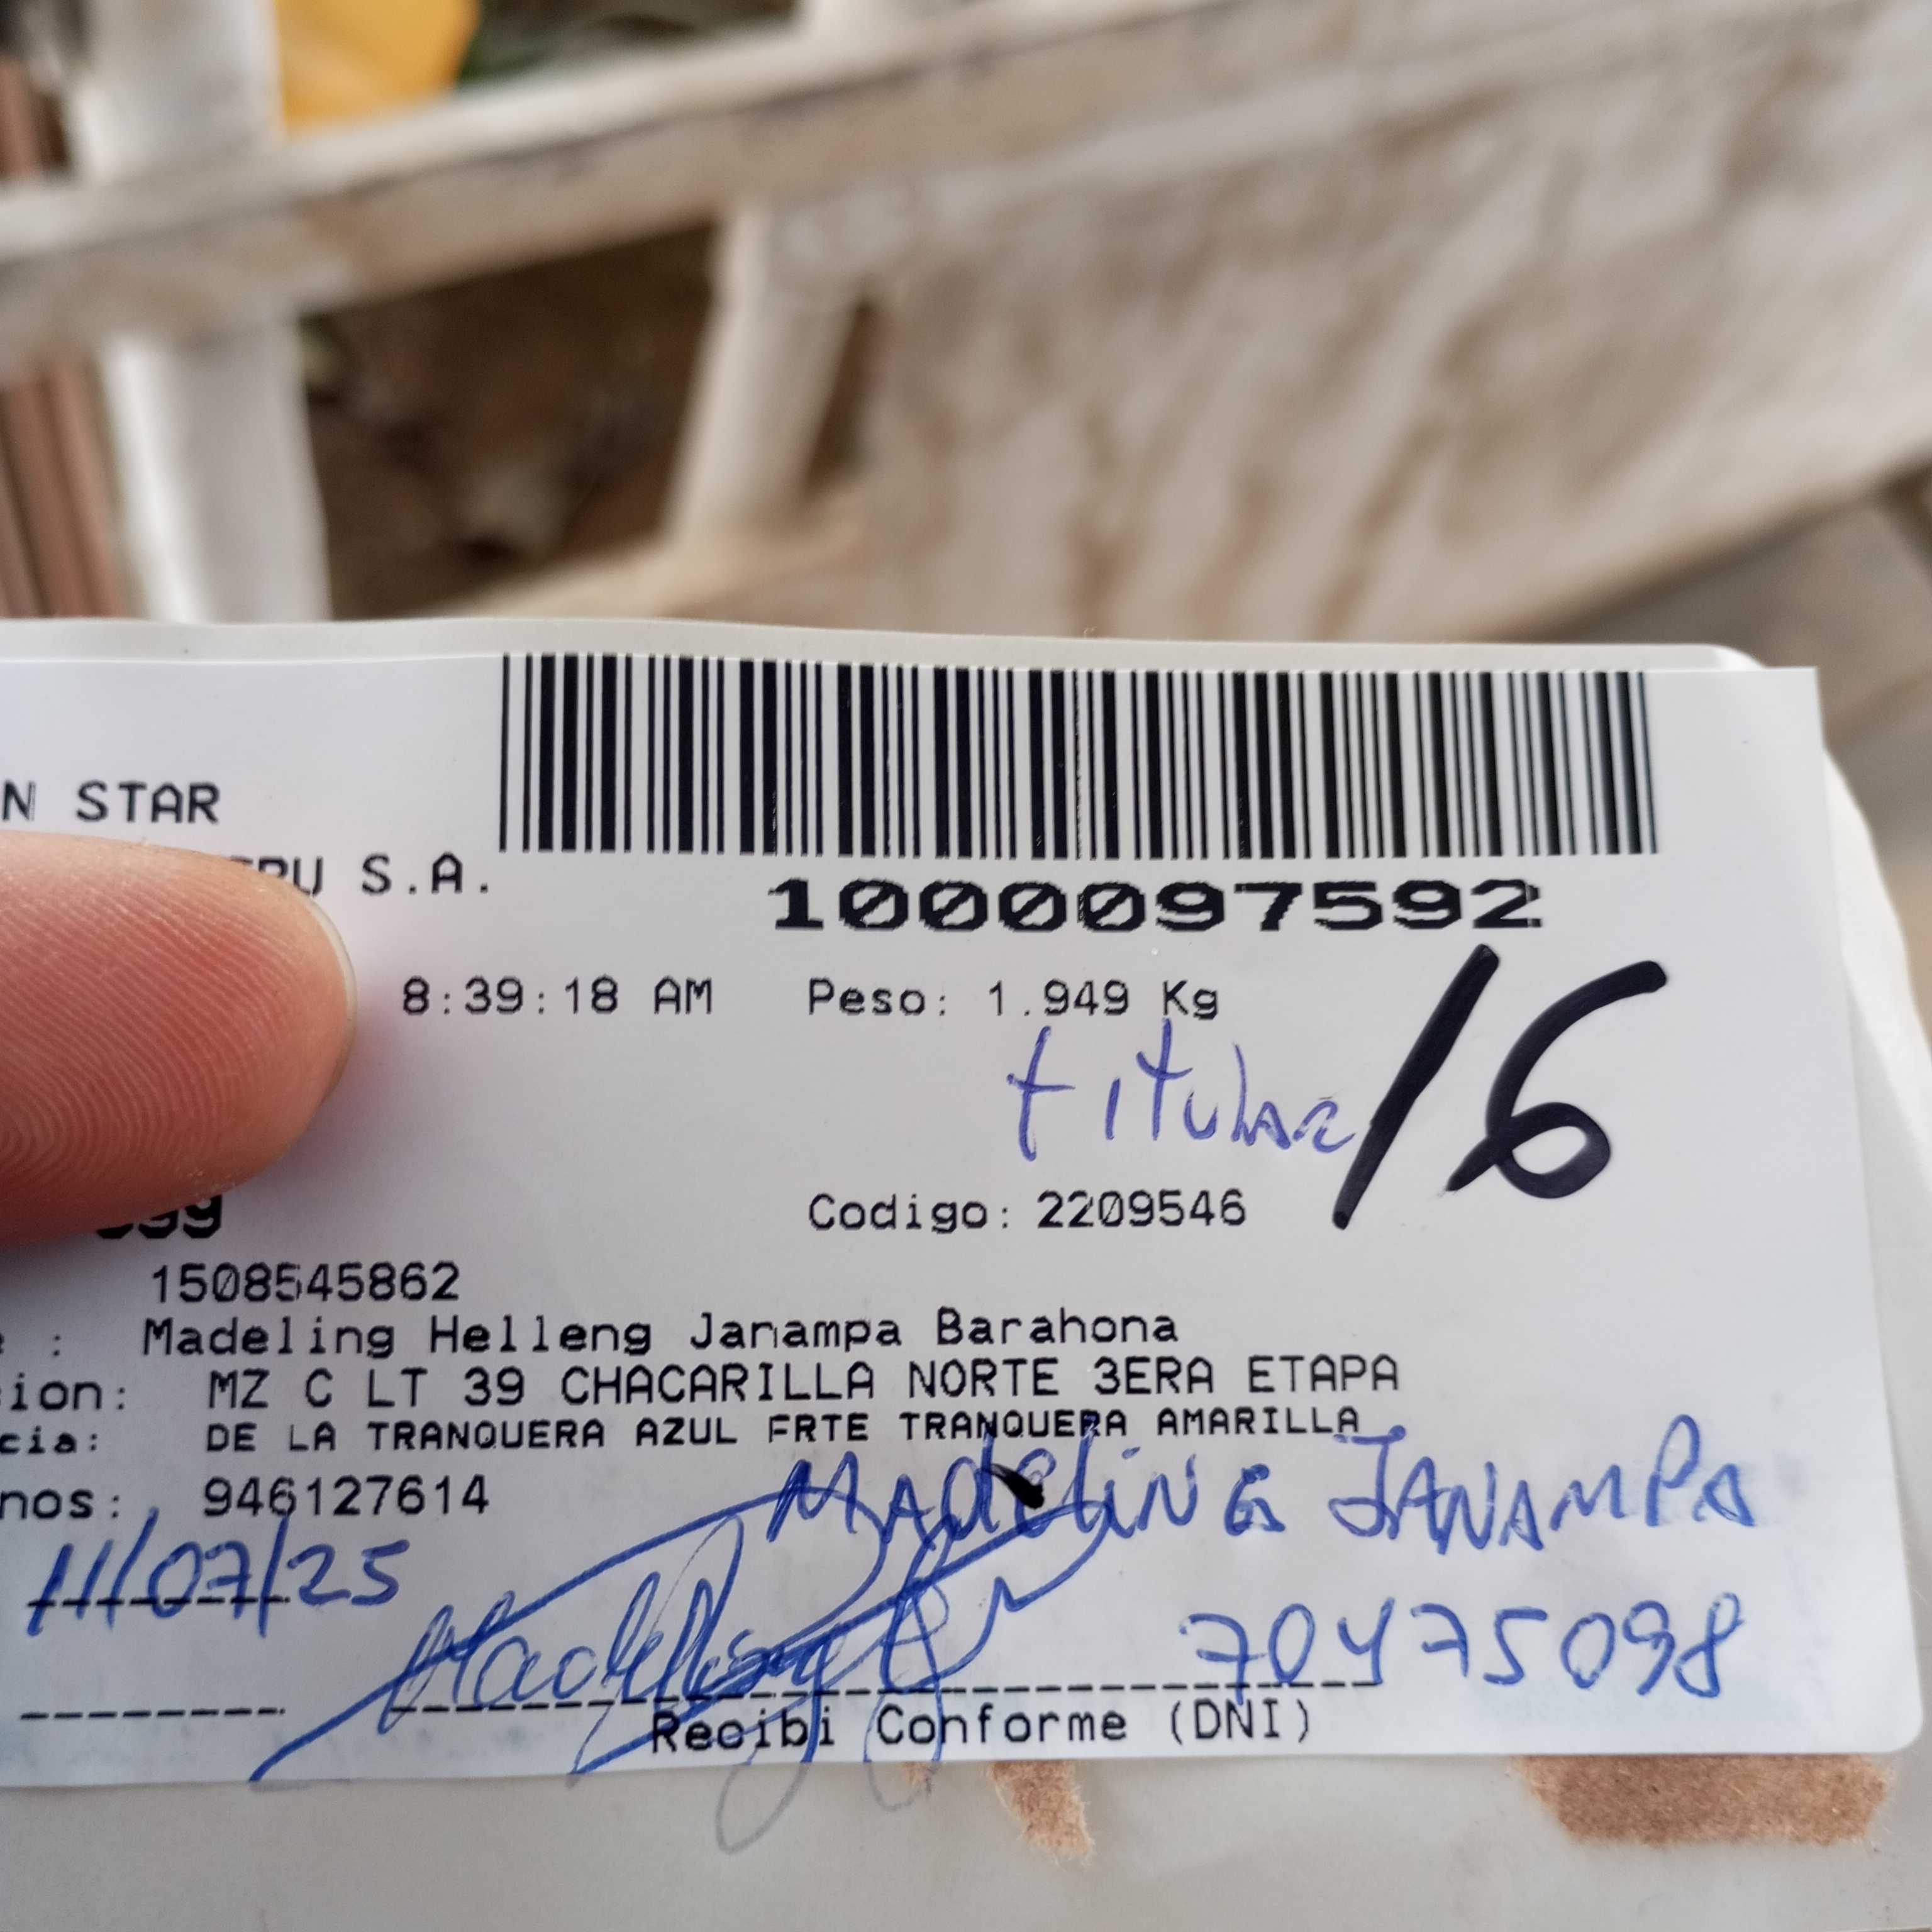 N STAR
S.A.
1000097592
8:39:18 AM Peso: 1.949 Kg
titular /6
Codigo: 2209546
1508545862
: Madeling Helleng Janampa Barahona
ion: MZ C LT 39 CHACARILLA NORTE 3ERA ETAPA
cia: DE LA TRANQUERA AZUL FRTE TRANQUERA AMARILLA
nos: 946127614
MADELING JANAMPA
11/07/25
70475098
Recibi Conforme (DNI)